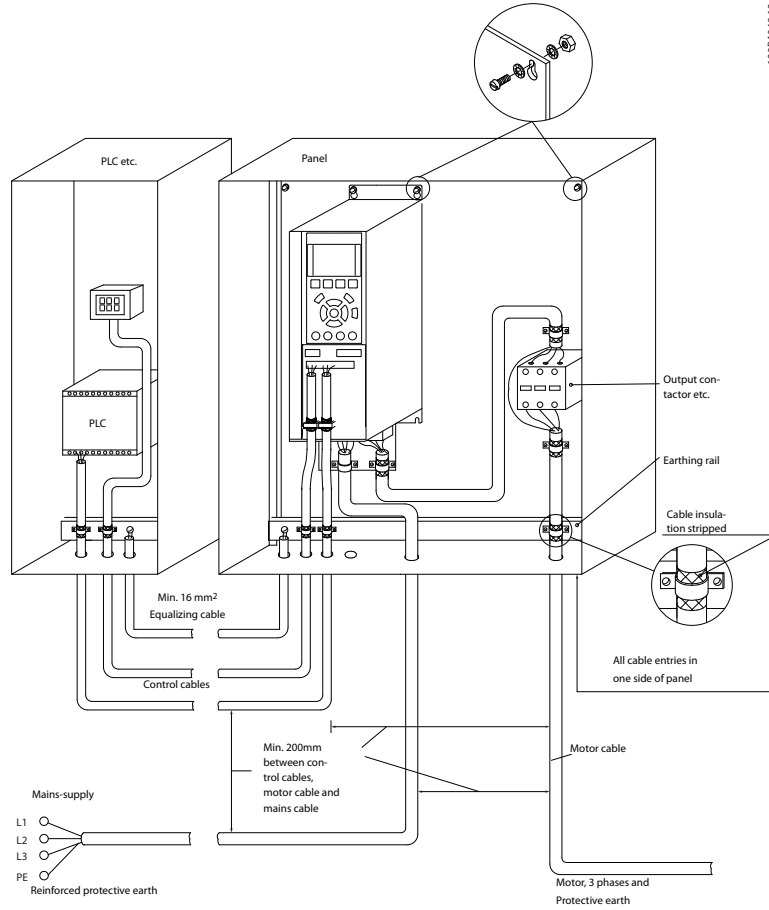 PLC etc.
Panel
PLC
Output con-
tactor etc.
Earthing rail
Cable insula-
tion stripped
Min. 16 mm²
Equalizing cable
All cable entries in
one side of panel
Control cables
Min. 200mm
between con-
trol cables,
motor cable and
mains cable
Motor cable
Mains-supply
L1
L2
L3
PE
Reinforced protective earth
Motor, 3 phases and
Protective earth